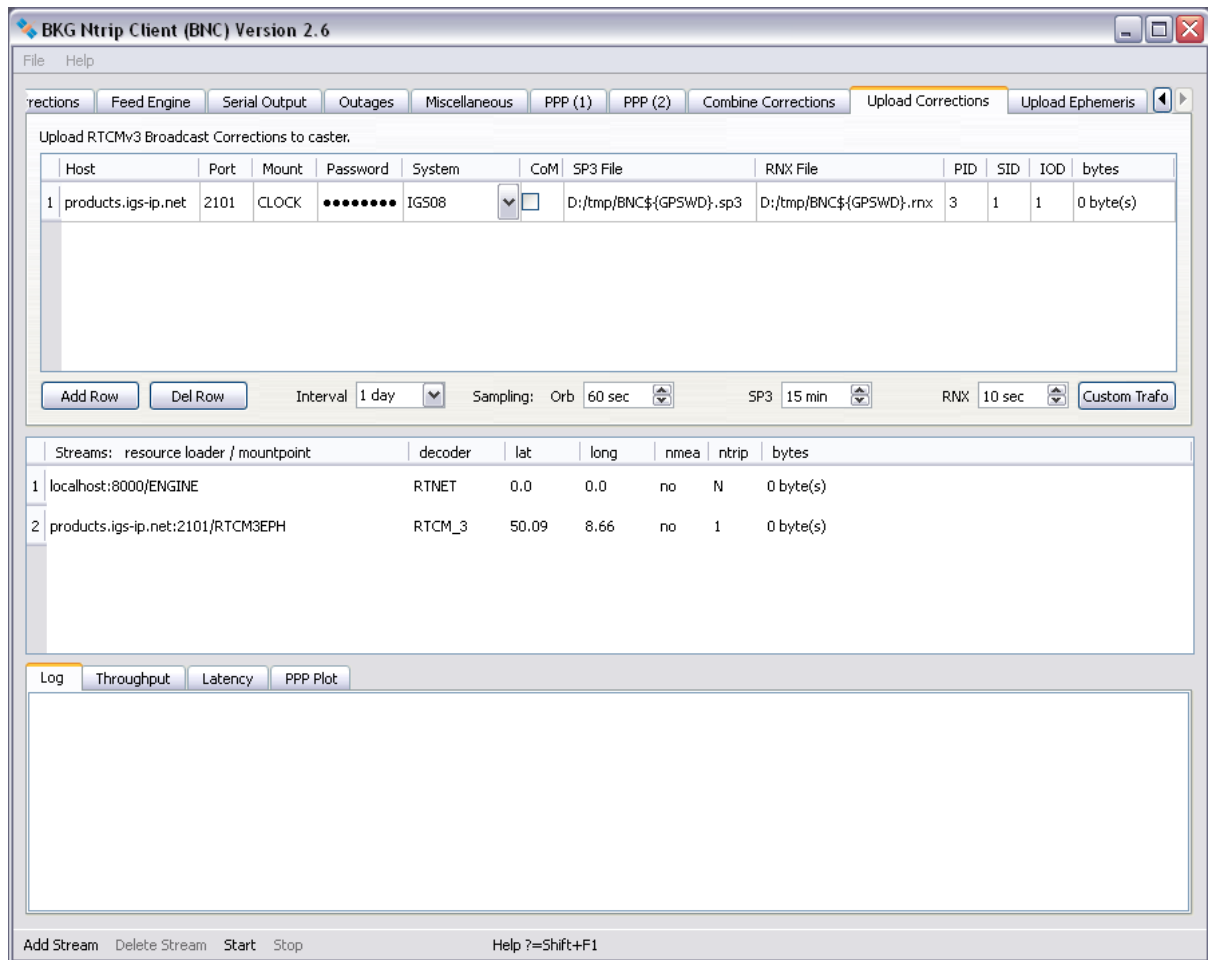 BKG Ntrip Client (BNC) Version 2.6
File Help
rections Feed Engine Serial Output Outages Miscellaneous PPP (1) PPP (2) Combine Corrections Upload Corrections Upload Ephemeris
Upload RTCMv3 Broadcast Corrections to caster.
Host Port Mount Password System CoM SP3 File RNX File PID SID IOD bytes
1 products.igs-ip.net 2101 CLOCK •••••••• IGS08 D:/tmp/BNC${GPSWD}.sp3 D:/tmp/BNC${GPSWD}.rnx 3 1 1 0 byte(s)
Add Row Del Row Interval 1 day Sampling: Orb 60 sec SP3 15 min RNX 10 sec Custom Trafo
Streams: resource loader / mountpoint decoder lat long nmea ntrip bytes
1 localhost:8000/ENGINE RTNET 0.0 0.0 no N 0 byte(s)
2 products.igs-ip.net:2101/RTCM3EPH RTCM_3 50.09 8.66 no 1 0 byte(s)
Log Throughput Latency PPP Plot
Add Stream Delete Stream Start Stop Help ?=Shift+F1